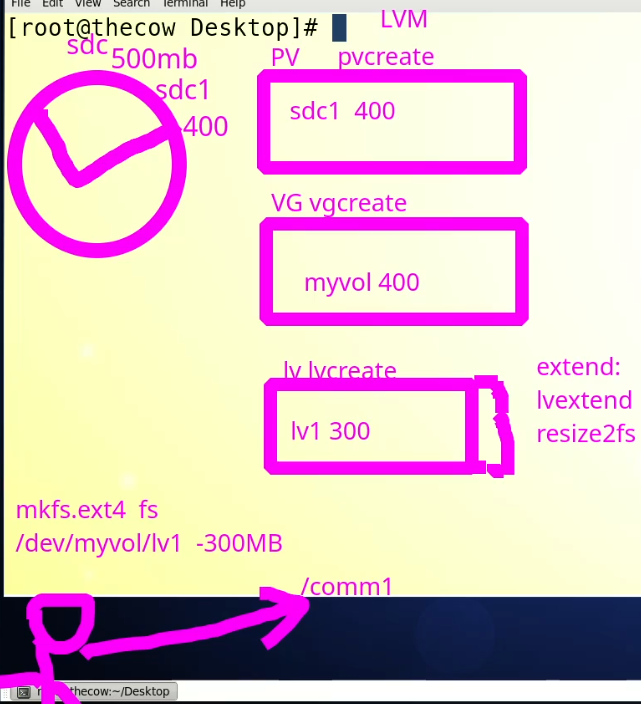 File Edit View Search Terminal Help
[root@thecow Desktop]#
LVM
sdc
500mb
sdc1
400
PV pvcreate
sdc1 400
VG vgcreate
myvol 400
lv lvcreate
lv1 300
extend:
lvextend
resize2fs
mkfs.ext4 fs
/dev/myvol/lv1 -300MB
/comm1
thecow:~/Desktop